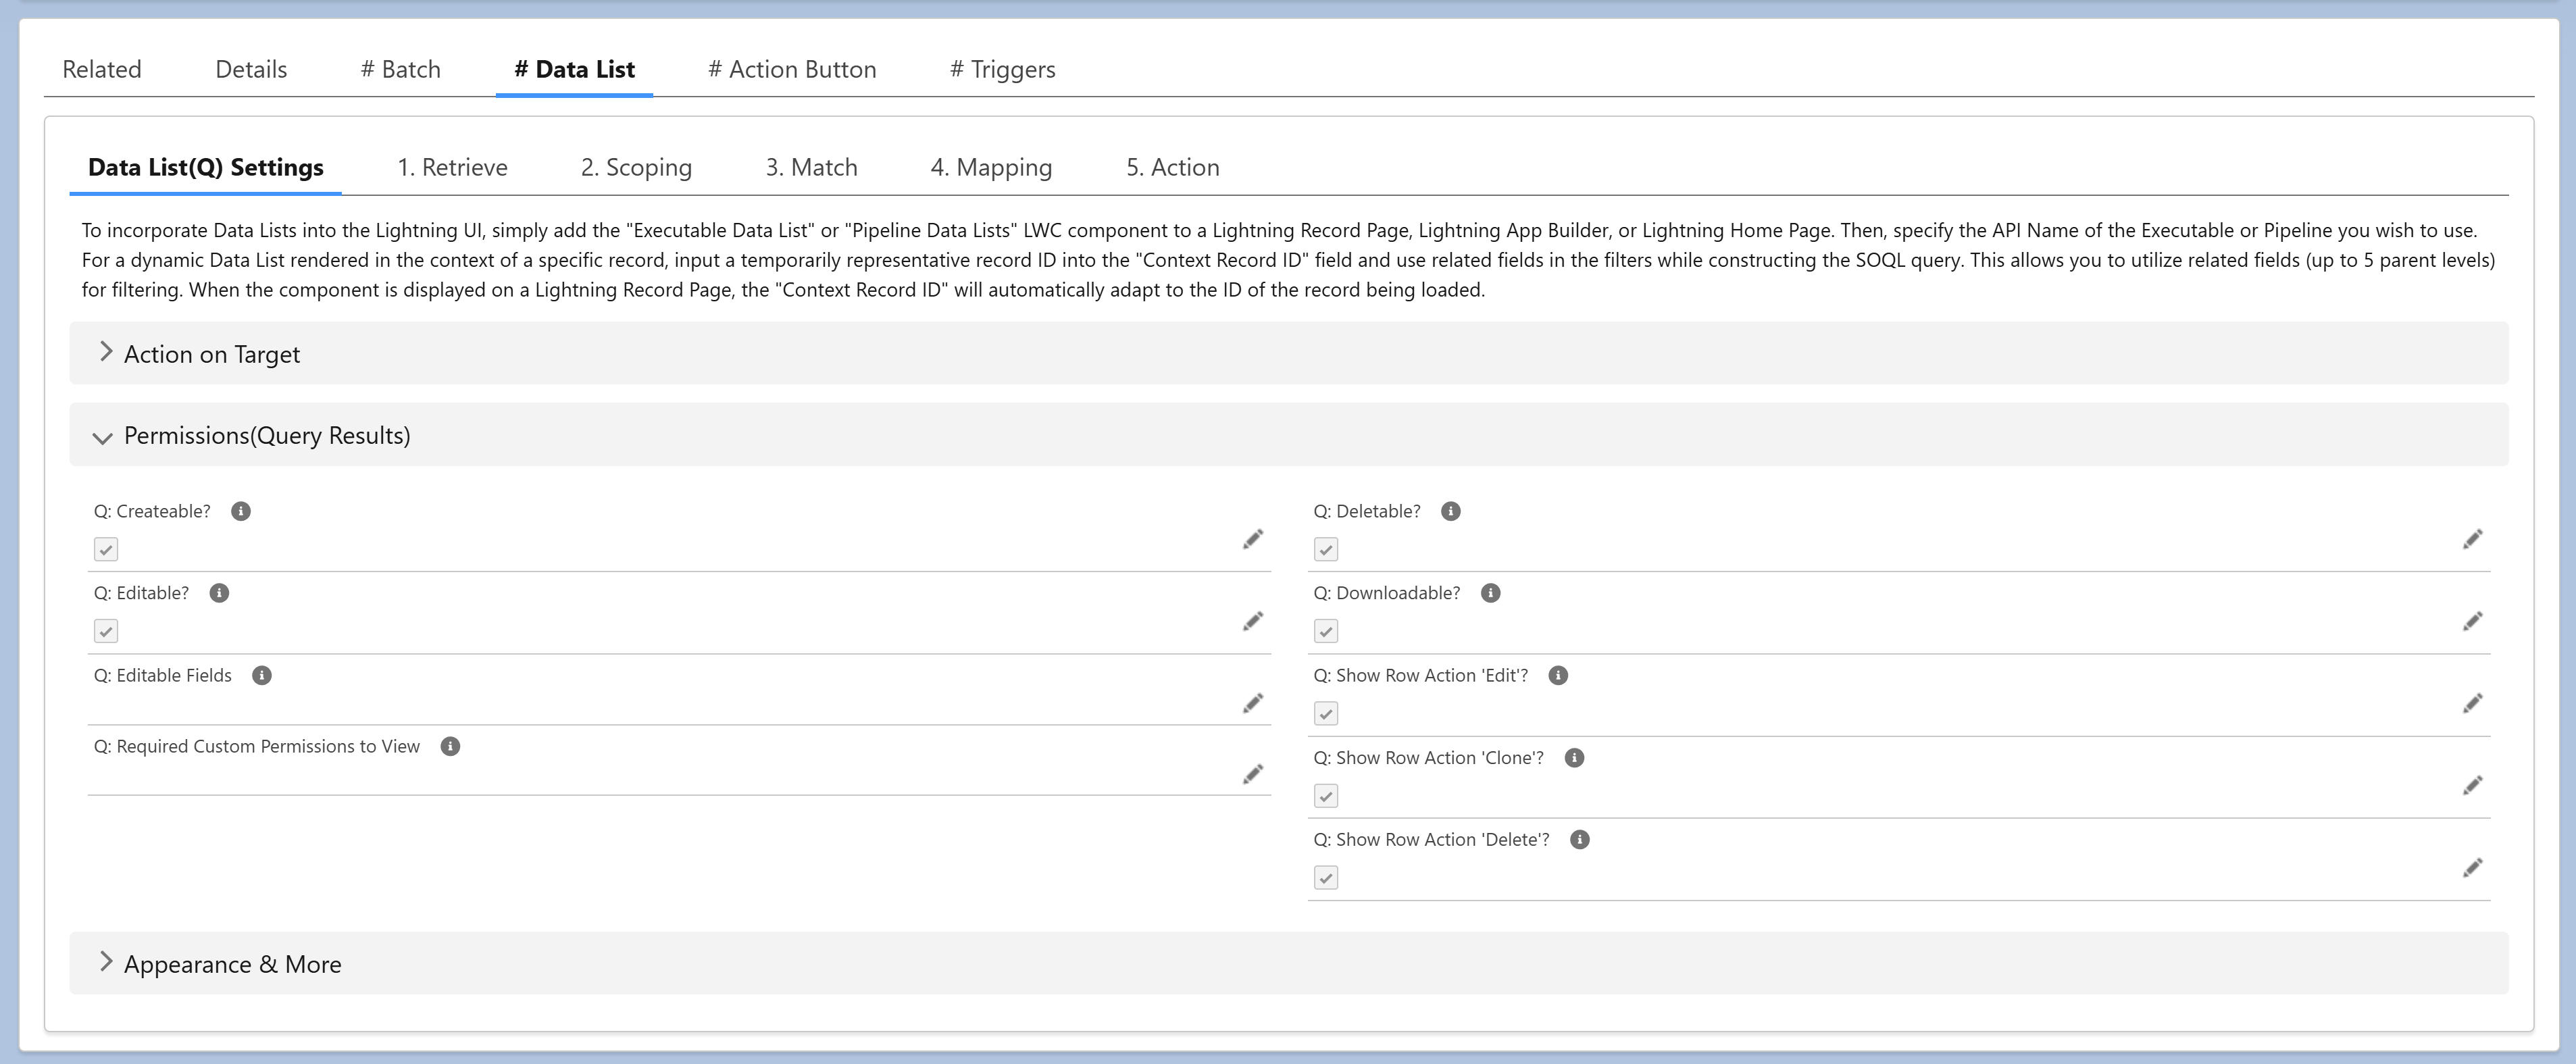 Related Details # Batch # Data List # Action Button # Triggers
Data List(Q) Settings 1. Retrieve 2. Scoping 3. Match 4. Mapping 5. Action
To incorporate Data Lists into the Lightning UI, simply add the "Executable Data List" or "Pipeline Data Lists" LWC component to a Lightning Record Page, Lightning App Builder, or Lightning Home Page. Then, specify the API Name of the Executable or Pipeline you wish to use.
For a dynamic Data List rendered in the context of a specific record, input a temporarily representative record ID into the "Context Record ID" field and use related fields in the filters while constructing the SOQL query. This allows you to utilize related fields (up to 5 parent levels)
for filtering. When the component is displayed on a Lightning Record Page, the "Context Record ID" will automatically adapt to the ID of the record being loaded.
Action on Target
Permissions(Query Results)
Q: Createable?
Q: Editable?
Q: Editable Fields
Q: Required Custom Permissions to View
Q: Deletable?
Q: Downloadable?
Q: Show Row Action 'Edit'?
Q: Show Row Action 'Clone'?
Q: Show Row Action 'Delete'?
Appearance & More